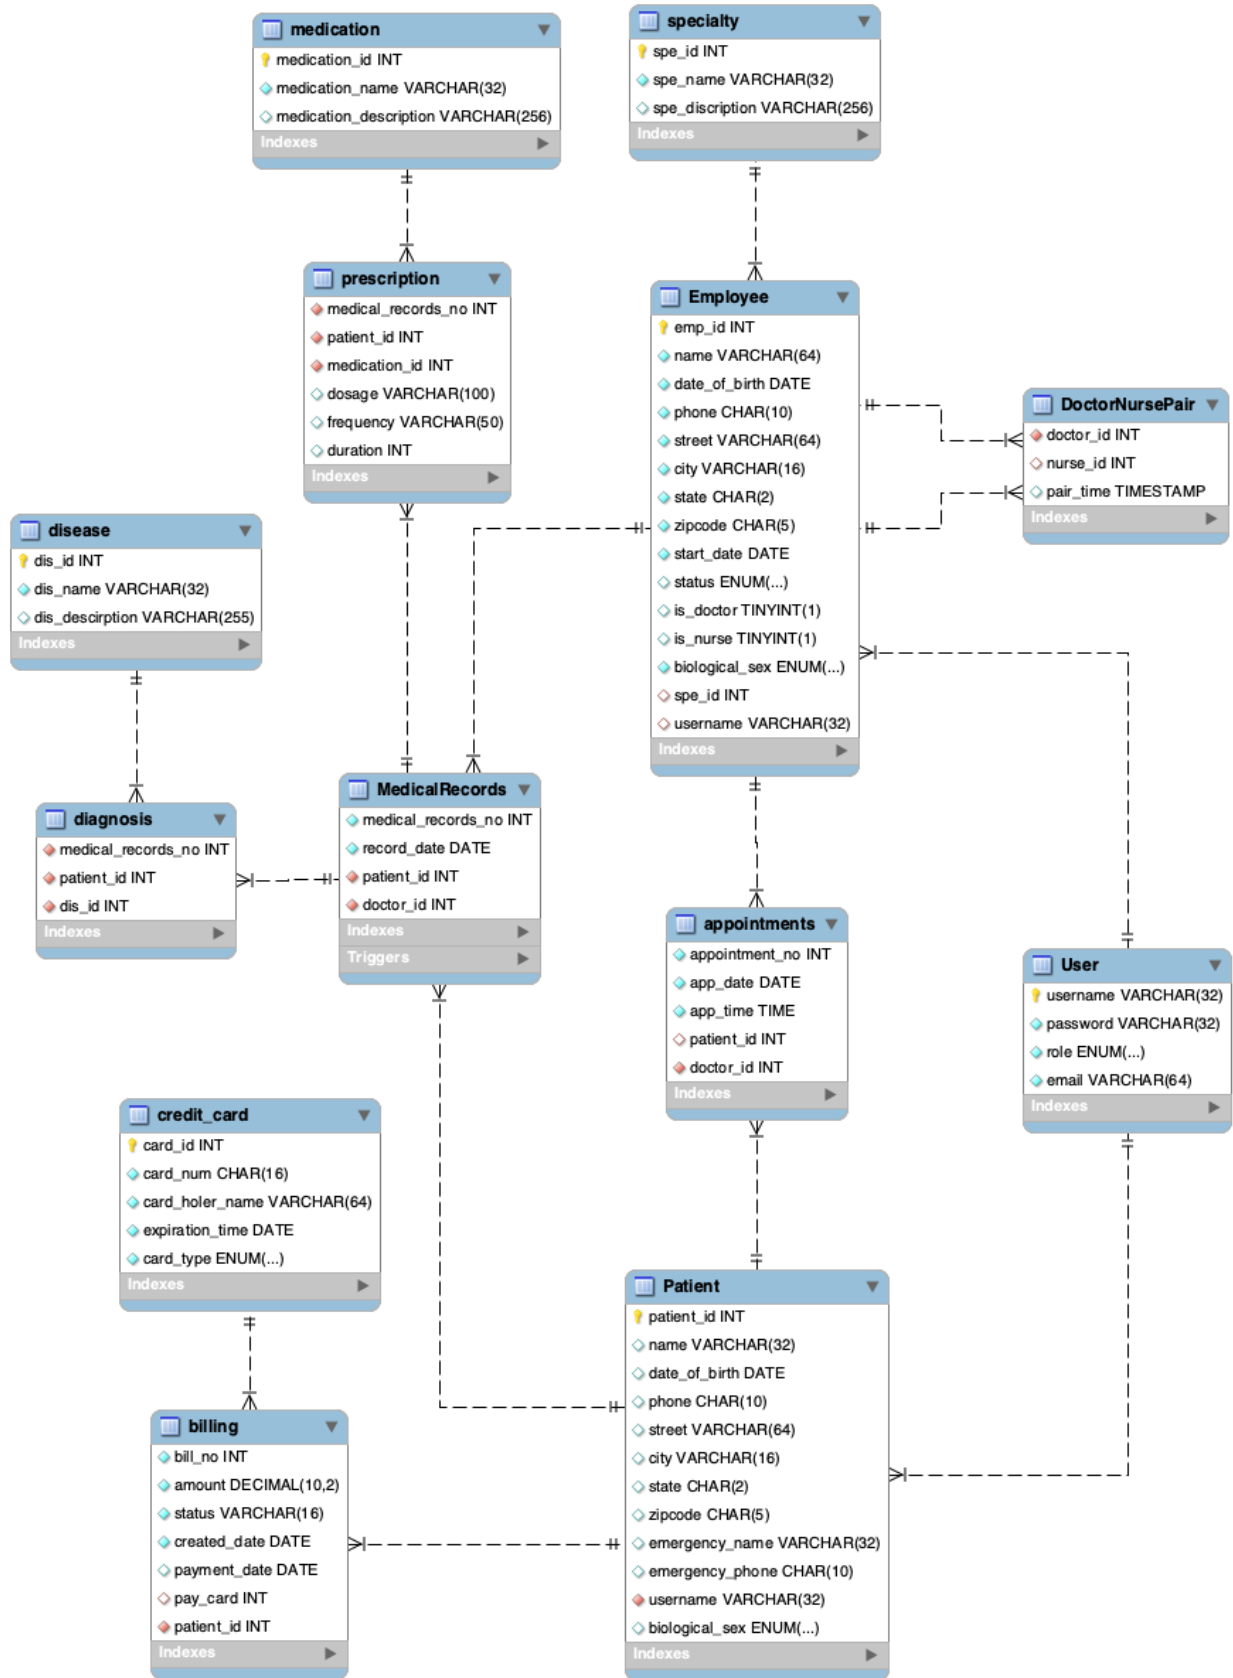 medication
medication_id INT
medication_name VARCHAR(32)
medication_description VARCHAR(256)
Indexes
specialty
spe_id INT
spe_name VARCHAR(32)
spe_discription VARCHAR(256)
Indexes
prescription
medical_records_no INT
patient_id INT
medication_id INT
dosage VARCHAR(100)
frequency VARCHAR(50)
duration INT
Indexes
Employee
emp_id INT
name VARCHAR(64)
date_of_birth DATE
phone CHAR(10)
street VARCHAR(64)
city VARCHAR(16)
state CHAR(2)
zipcode CHAR(5)
start_date DATE
status ENUM(...)
is_doctor TINYINT(1)
is_nurse TINYINT(1)
biological_sex ENUM(...)
spe_id INT
username VARCHAR(32)
Indexes
DoctorNursePair
doctor_id INT
nurse_id INT
pair_time TIMESTAMP
Indexes
disease
dis_id INT
dis_name VARCHAR(32)
dis_descirption VARCHAR(255)
Indexes
diagnosis
medical_records_no INT
patient_id INT
dis_id INT
Indexes
MedicalRecords
medical_records_no INT
record_date DATE
patient_id INT
doctor_id INT
Indexes
Triggers
appointments
appointment_no INT
app_date DATE
app_time TIME
patient_id INT
doctor_id INT
Indexes
User
username VARCHAR(32)
password VARCHAR(32)
role ENUM(...)
email VARCHAR(64)
Indexes
credit_card
card_id INT
card_num CHAR(16)
card_holer_name VARCHAR(64)
expiration_time DATE
card_type ENUM(...)
Indexes
billing
bill_no INT
amount DECIMAL(10,2)
status VARCHAR(16)
created_date DATE
payment_date DATE
pay_card INT
patient_id INT
Indexes
Patient
patient_id INT
name VARCHAR(32)
date_of_birth DATE
phone CHAR(10)
street VARCHAR(64)
city VARCHAR(16)
state CHAR(2)
zipcode CHAR(5)
emergency_name VARCHAR(32)
emergency_phone CHAR(10)
username VARCHAR(32)
biological_sex ENUM(...)
Indexes